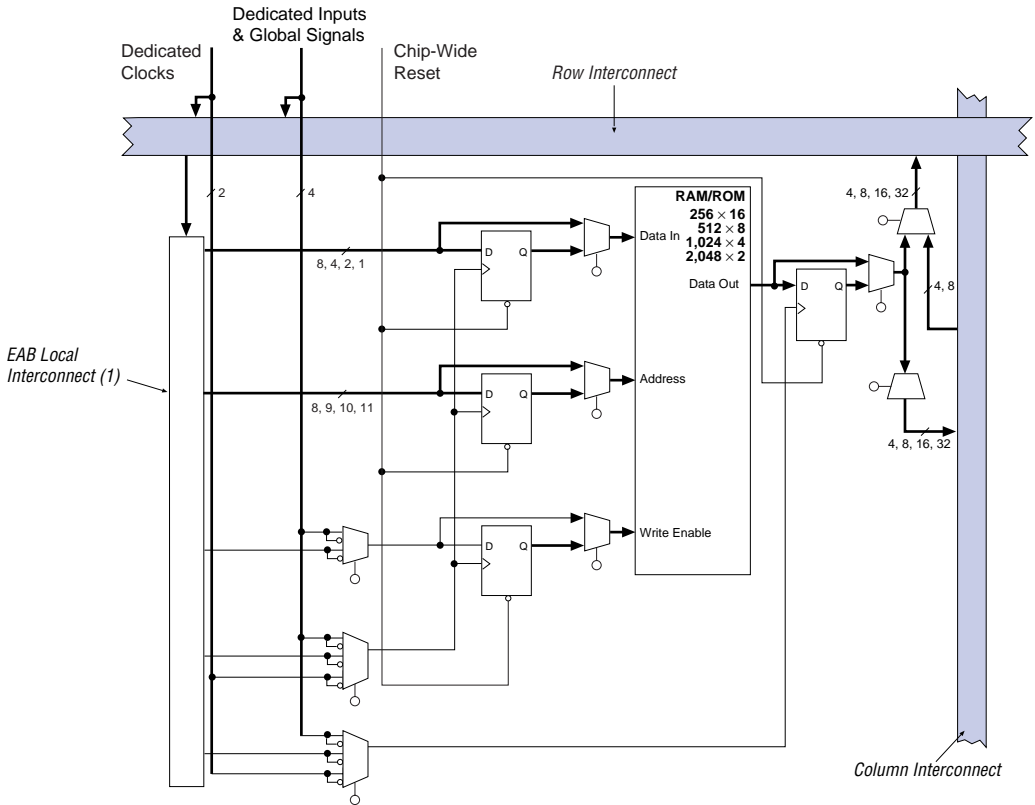 Dedicated Inputs
& Global Signals
Dedicated
Clocks
Chip-Wide
Reset
Row Interconnect
2
4
4, 8, 16, 32
RAM/ROM
256 × 16
512 × 8
1,024 × 4
2,048 × 2
Data In
D
Q
8, 4, 2, 1
Data Out
D
Q
4, 8
EAB Local
Interconnect (1)
Address
D
Q
8, 9, 10, 11
4, 8, 16, 32
Write Enable
D
Q
Column Interconnect